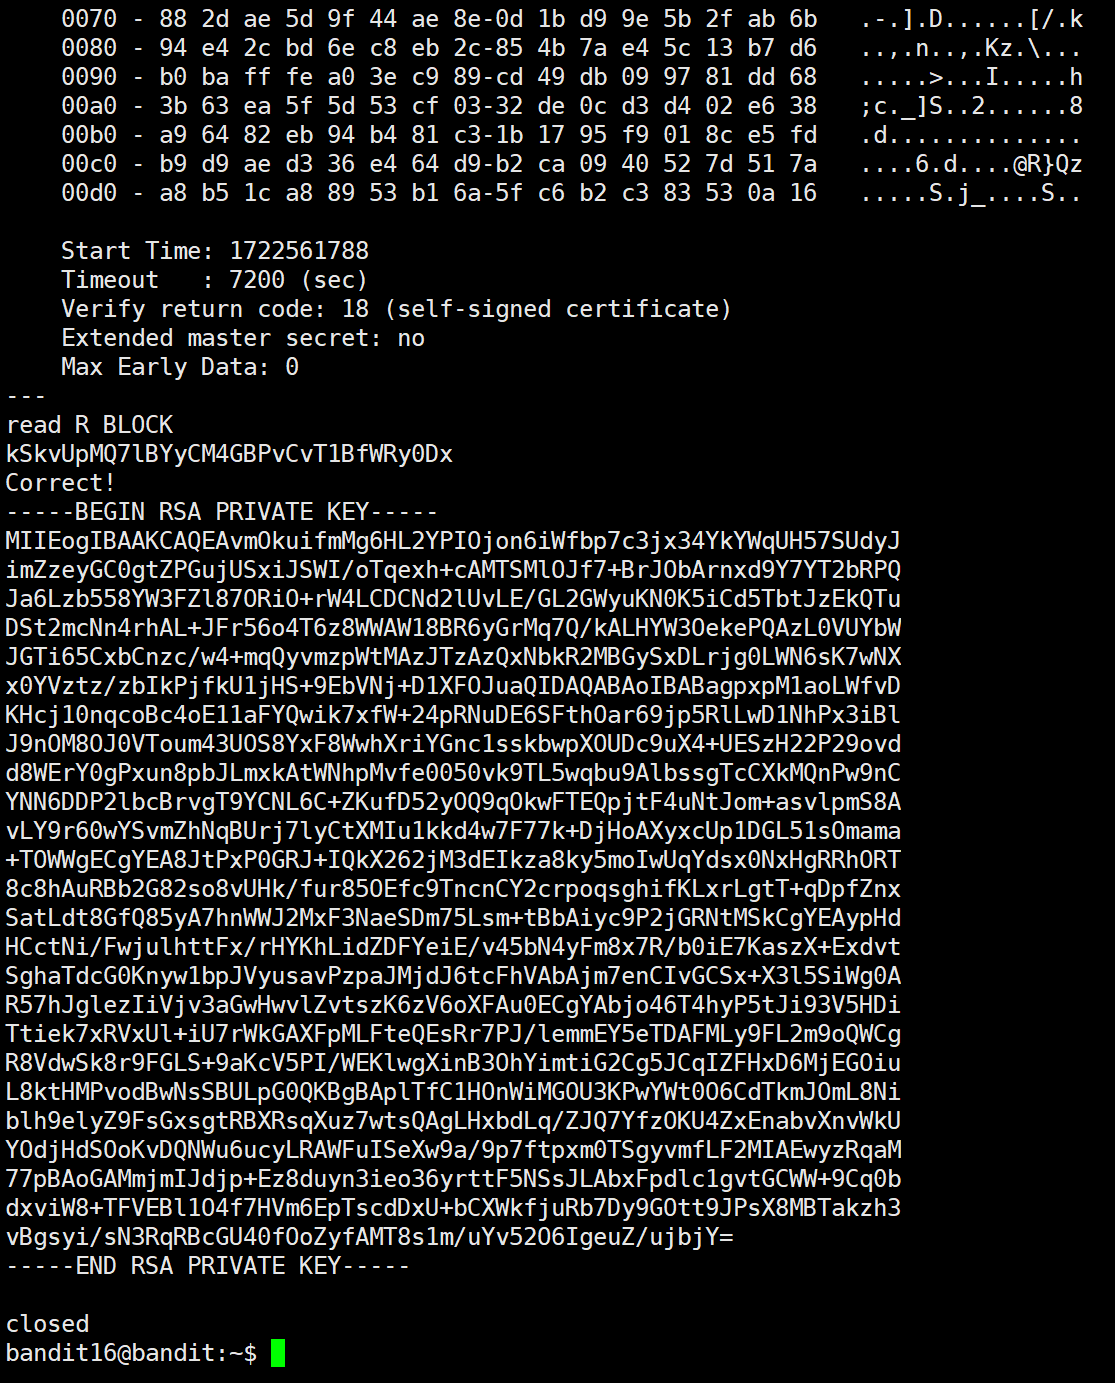 0070 - 88 2d ae 5d 9f 44 ae 8e-0d 1b d9 9e 5b 2f ab 6b   .-.].D......[/.k
0080 - 94 e4 2c bd 6e c8 eb 2c-85 4b 7a e4 5c 13 b7 d6   ..,.n..,.Kz.\...
0090 - b0 ba ff fe a0 3e c9 89-cd 49 db 09 97 81 dd 68   .....>...I.....h
00a0 - 3b 63 ea 5f 5d 53 cf 03-32 de 0c d3 d4 02 e6 38   ;c._]S..2......8
00b0 - a9 64 82 eb 94 b4 81 c3-1b 17 95 f9 01 8c e5 fd   .d..............
00c0 - b9 d9 ae d3 36 e4 64 d9-b2 ca 09 40 52 7d 51 7a   ....6.d....@R}Qz
00d0 - a8 b5 1c a8 89 53 b1 6a-5f c6 b2 c3 83 53 0a 16   .....S.j_....S..
Start Time: 1722561788
Timeout   : 7200 (sec)
Verify return code: 18 (self-signed certificate)
Extended master secret: no
Max Early Data: 0
---
read R BLOCK
kSkvUpMQ7lBYyCM4GBPvCvT1BfWRy0Dx
Correct!
-----BEGIN RSA PRIVATE KEY-----
MIIEogIBAAKCAQEAvmOkuifmMg6HL2YPIOjon6iWfbp7c3jx34YkYWqUH57SUdyJ
imZzeyGC0gtZPGujUSxiJSWI/oTqexh+cAMTSMlOJf7+BrJObArnxd9Y7YT2bRPQ
Ja6Lzb558YW3FZl87ORiO+rW4LCDCNd2lUvLE/GL2GWyuKN0K5iCd5TbtJzEkQTu
DSt2mcNn4rhAL+JFr56o4T6z8WWAW18BR6yGrMq7Q/kALHYW3OekePQAzL0VUYbW
JGTi65CxbCnzc/w4+mqQyvmzpWtMAzJTzAzQxNbkR2MBGySxDLrjg0LWN6sK7wNX
x0YVztz/zbIkPjfkU1jHS+9EbVNj+D1XFOJuaQIDAQABAoIBABagpxpM1aoLWfvD
KHcj10nqcoBc4oE11aFYQwik7xfW+24pRNuDE6SFthOar69jp5RlLwD1NhPx3iBl
J9nOM8OJ0VToum43UOS8YxF8WwhXriYGnc1sskbwpXOUDc9uX4+UESzH22P29ovd
d8WErY0gPxun8pbJLmxkAtWNhpMvfe0050vk9TL5wqbu9AlbssgTcCXkMQnPw9nC
YNN6DDP2lbcBrvgT9YCNL6C+ZKufD52yOQ9qOkwFTEQpjtF4uNtJom+asvlpmS8A
vLY9r60wYSvmZhNqBUrj7lyCtXMIu1kkd4w7F77k+DjHoAXyxcUp1DGL51sOmama
+TOWWgECgYEA8JtPxP0GRJ+IQkX262jM3dEIkza8ky5moIwUqYdsx0NxHgRRhORT
8c8hAuRBb2G82so8vUHk/fur85OEfc9TncnCY2crpoqsghifKLxrLgtT+qDpfZnx
SatLdt8GfQ85yA7hnWWJ2MxF3NaeSDm75Lsm+tBbAiyc9P2jGRNtMSkCgYEAypHd
HCctNi/FwjulhttFx/rHYKhLidZDFYeiE/v45bN4yFm8x7R/b0iE7KaszX+Exdvt
SghaTdcG0Knyw1bpJVyusavPzpaJMjdJ6tcFhVAbAjm7enCIvGCSx+X3l5SiWg0A
R57hJglezIiVjv3aGwHwvlZvtszK6zV6oXFAu0ECgYAbjo46T4hyP5tJi93V5HDi
Ttiek7xRVxUl+iU7rWkGAXFpMLFteQEsRr7PJ/lemmEY5eTDAFMLy9FL2m9oQWCg
R8VdwSk8r9FGLS+9aKcV5PI/WEKlwgXinB3OhYimtiG2Cg5JCqIZFHxD6MjEGOiu
L8ktHMPvodBwNsSBULpG0QKBgBAplTfC1HOnWiMGOU3KPwYWt0O6CdTkmJOmL8Ni
blh9elyZ9FsGxsgtRBXRsqXuz7wtsQAgLHxbdLq/ZJQ7YfzOKU4ZxEnabvXnvWkU
YOdjHdSOoKvDQNWu6ucyLRAWFuISeXw9a/9p7ftpxm0TSgyvmfLF2MIAEwyzRqaM
77pBAoGAMmjmIJdjp+Ez8duyn3ieo36yrttF5NSsJLAbxFpdlc1gvtGCWW+9Cq0b
dxviW8+TFVEBl1O4f7HVm6EpTscdDxU+bCXWkfjuRb7Dy9GOtt9JPsX8MBTakzh3
vBgsyi/sN3RqRBcGU40fOoZyfAMT8s1m/uYv52O6IgeuZ/ujbjY=
-----END RSA PRIVATE KEY-----
closed
bandit16@bandit:~$